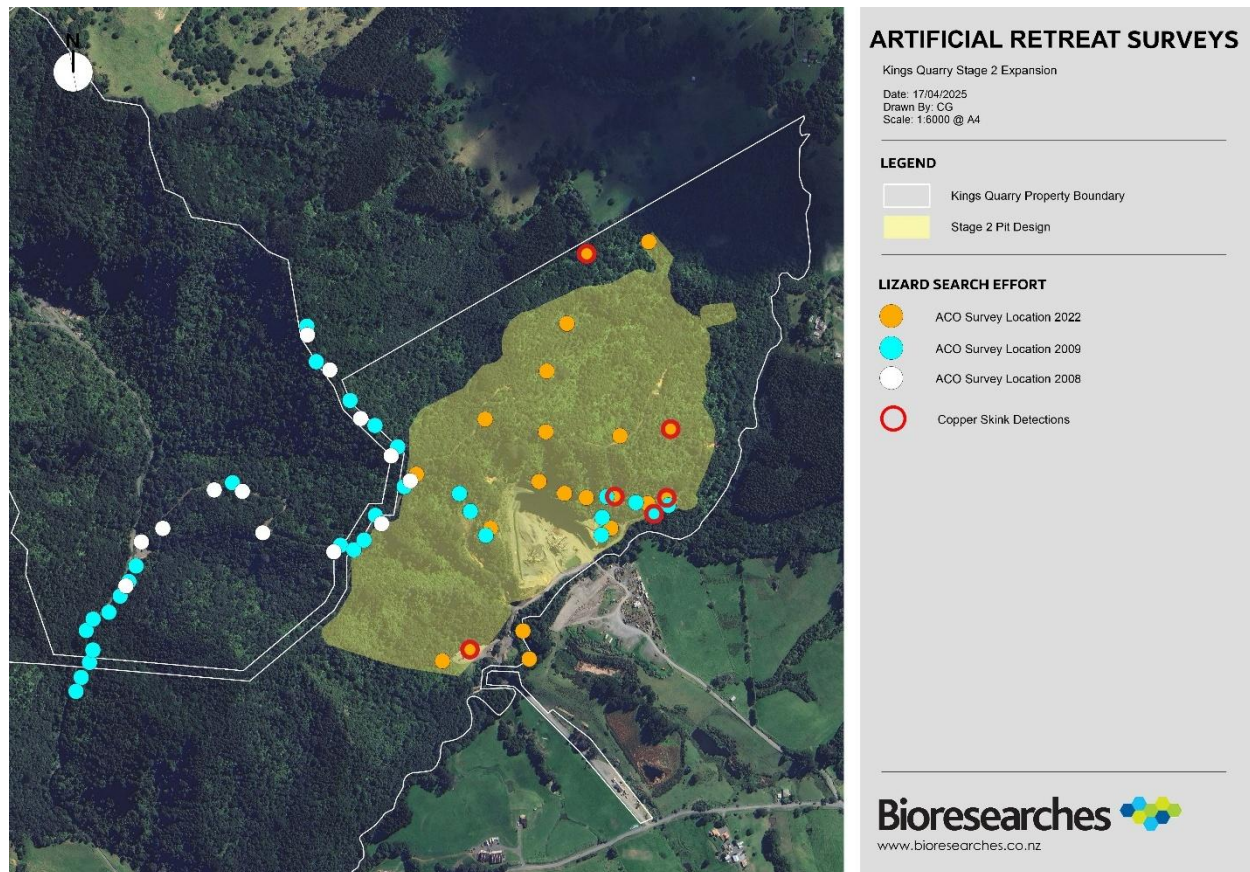 N
ARTIFICIAL RETREAT SURVEYS
Kings Quarry Stage 2 Expansion
Date: 17/04/2025
Drawn By: CG
Scale: 1:6000 @ A4
LEGEND
Kings Quarry Property Boundary
Stage 2 Pit Design
LIZARD SEARCH EFFORT
ACO Survey Location 2022
ACO Survey Location 2009
ACO Survey Location 2008
Copper Skink Detections
Bioresearches
www.bioresearches.co.nz